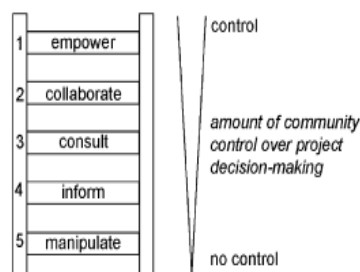 1 empower
2 collaborate
3 consult
4 inform
5 manipulate
control
amount of community
control over project
decision-making
no control